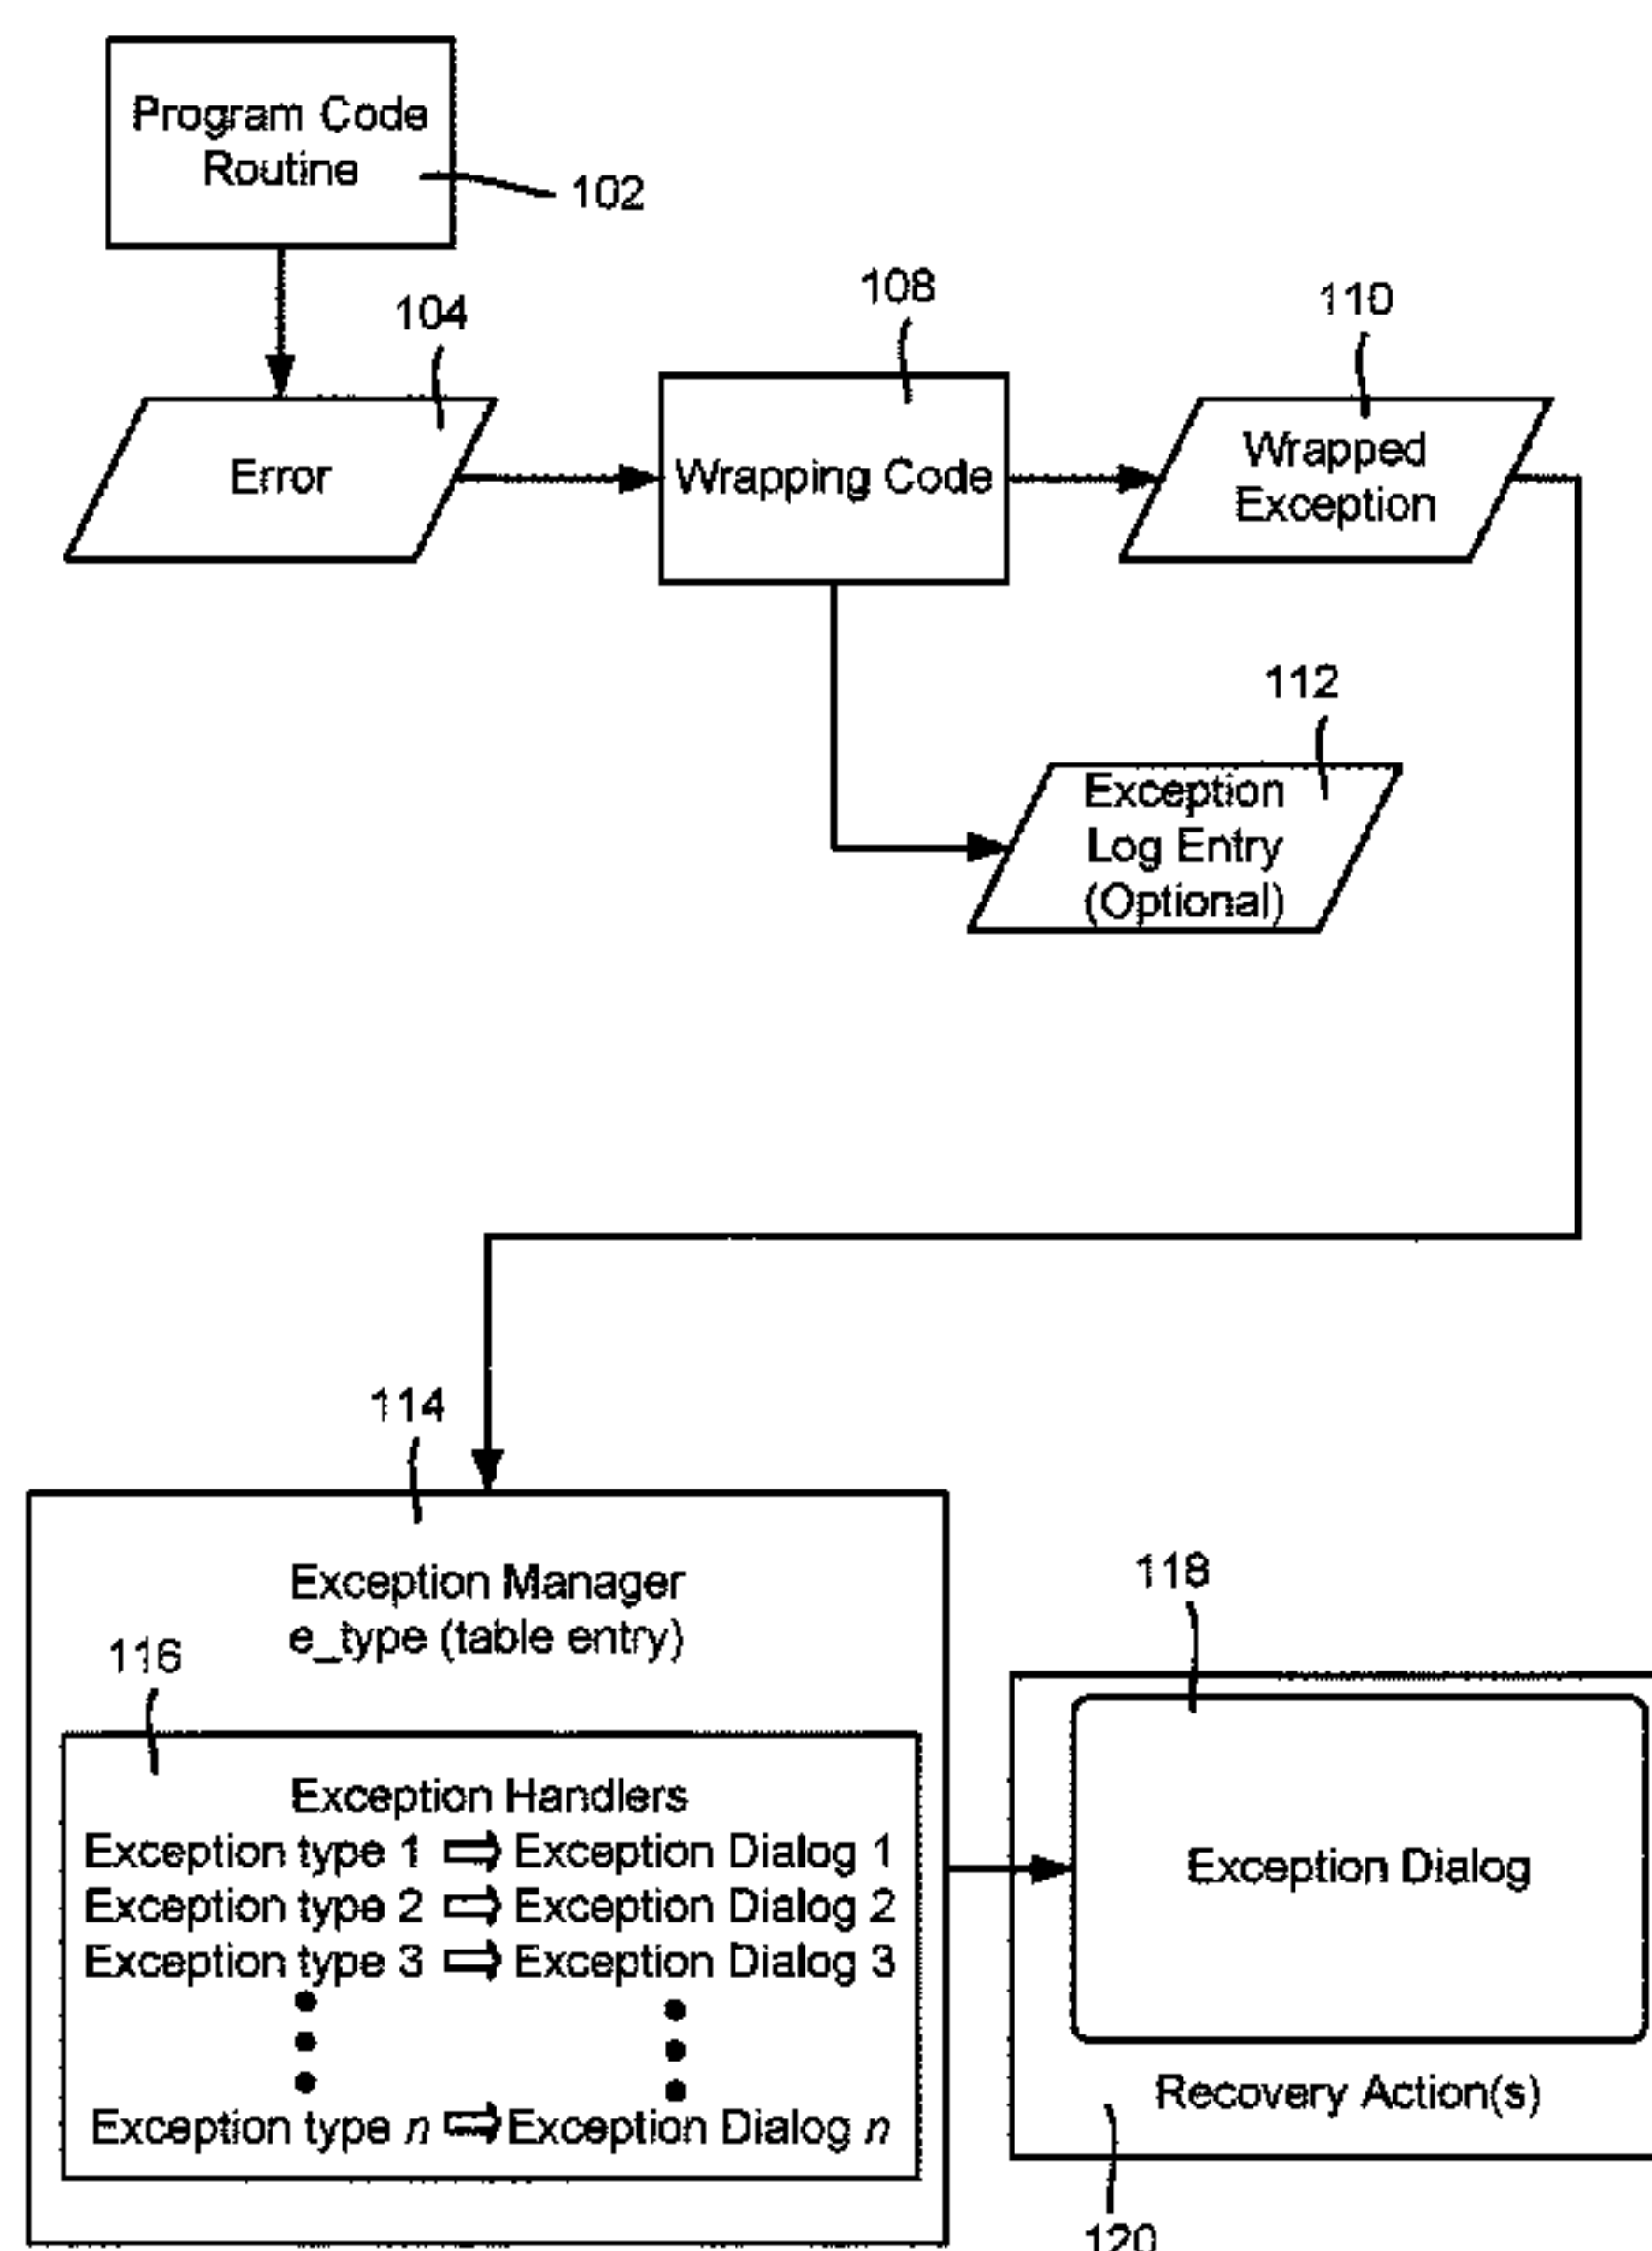 Program Code
Routine
102
104
Error
108
Wrapping Code
110
Wrapped
Exception
112
Exception
Log Entry
(Optional)
114
Exception Manager
e_type (table entry)
116
Exception Handlers
Exception type 1 ⇨ Exception Dialog 1
Exception type 2 ⇨ Exception Dialog 2
Exception type 3 ⇨ Exception Dialog 3
Exception type n ⇨ Exception Dialog n
118
Exception Dialog
Recovery Action(s)
120